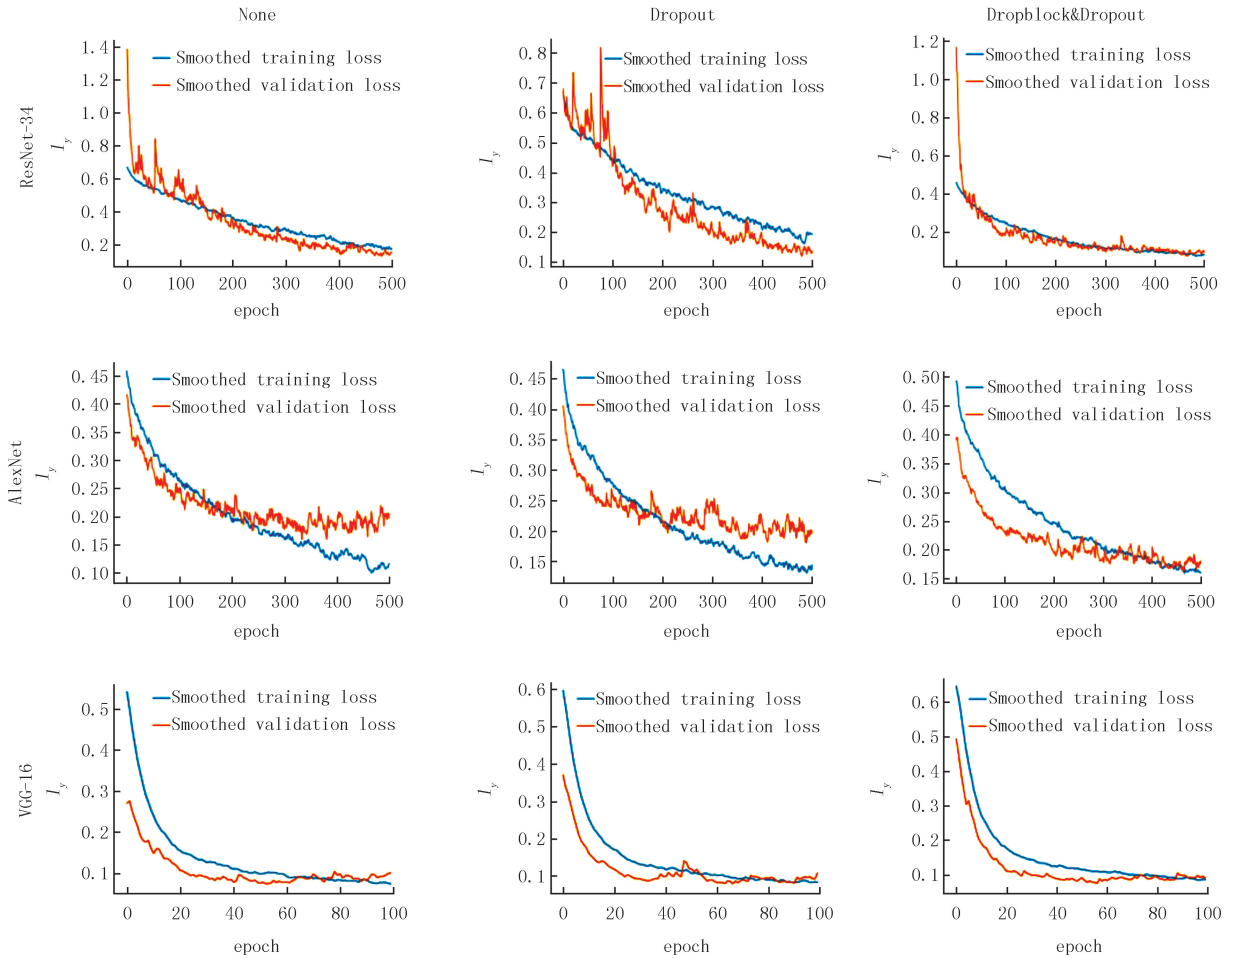 None
Dropout
Dropblock&Dropout
ResNet-34
l_y
1.4
1.2
1.0
0.8
0.6
0.4
0.2
Smoothed training loss
Smoothed validation loss
0 100 200 300 400 500
epoch
l_y
0.8
0.7
0.6
0.5
0.4
0.3
0.2
0.1
Smoothed training loss
Smoothed validation loss
0 100 200 300 400 500
epoch
l_y
1.2
1.0
0.8
0.6
0.4
0.2
Smoothed training loss
Smoothed validation loss
0 100 200 300 400 500
epoch
AlexNet
l_y
0.45
0.40
0.35
0.30
0.25
0.20
0.15
0.10
Smoothed training loss
Smoothed validation loss
0 100 200 300 400 500
epoch
l_y
0.45
0.40
0.35
0.30
0.25
0.20
0.15
Smoothed training loss
Smoothed validation loss
0 100 200 300 400 500
epoch
l_y
0.50
0.45
0.40
0.35
0.30
0.25
0.20
0.15
Smoothed training loss
Smoothed validation loss
0 100 200 300 400 500
epoch
VGG-16
l_y
0.5
0.4
0.3
0.2
0.1
Smoothed training loss
Smoothed validation loss
0 20 40 60 80 100
epoch
l_y
0.6
0.5
0.4
0.3
0.2
0.1
Smoothed training loss
Smoothed validation loss
0 20 40 60 80 100
epoch
l_y
0.6
0.5
0.4
0.3
0.2
0.1
Smoothed training loss
Smoothed validation loss
0 20 40 60 80 100
epoch